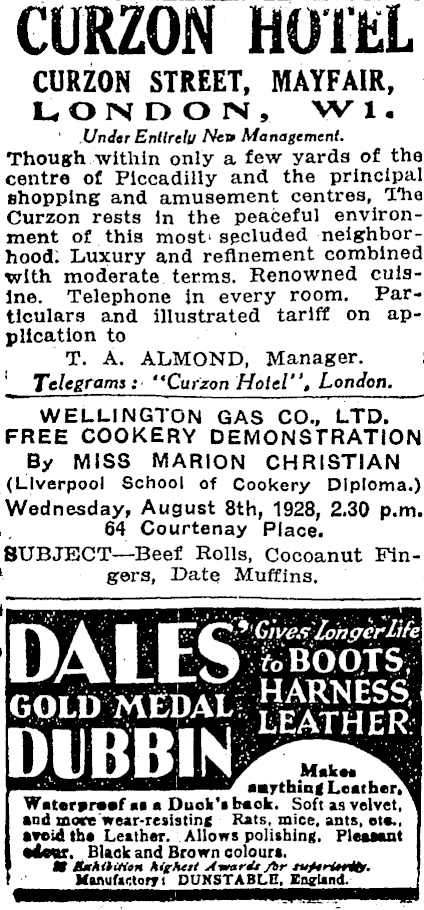 CURZON HOTEL
CURZON STREET, MAYFAIR,
LONDON, W1.
Under Entirely New Management.
Though within only a few yards of the
centre of Piccadilly and the principal
shopping and amusement centres, The
Curzon rests in the peaceful environ-
ment of this most secluded neighbor-
hood. Luxury and refinement combined
with moderate terms. Renowned cuis-
ine. Telephone in every room. Par-
ticulars and illustrated tariff on ap-
plication to
T. A. ALMOND, Manager.
Telegrams: "Curzon Hotel", London.
WELLINGTON GAS CO., LTD.
FREE COOKERY DEMONSTRATION
By MISS MARION CHRISTIAN
(Liverpool School of Cookery Diploma.)
Wednesday, August 8th, 1928, 2.30 p.m.
64 Courtenay Place.
SUBJECT—Beef Rolls, Cocoanut Fin-
gers, Date Muffins.
DALES'
GOLD MEDAL
DUBBIN
Gives Longer Life
to BOOTS
HARNESS
LEATHER
Makes
anything Leather,
Waterproof as a Duck's back. Soft as velvet,
and more wear-resisting Rats, mice, ants, etc.,
avoid the Leather. Allows polishing. Pleasant
odour. Black and Brown colours.
22 Exhibition highest Awards for superiority.
Manufactory: DUNSTABLE, England.